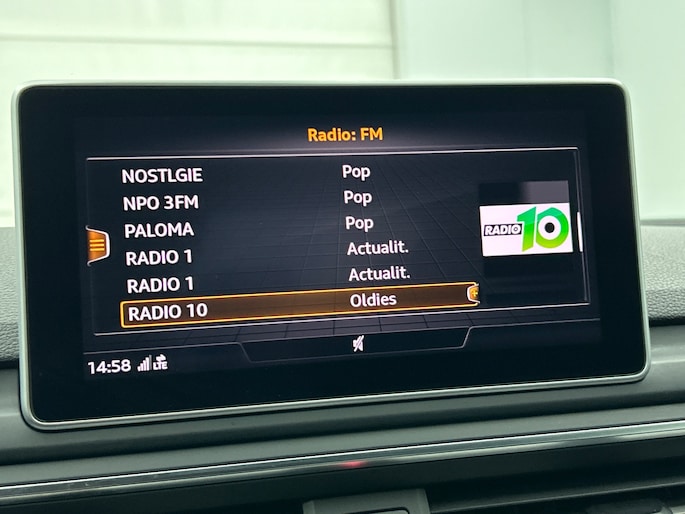 Radio: FM
NOSTLGIE Pop
NPO 3FM Pop
PALOMA Pop
RADIO 1 Actualit.
RADIO 1 Actualit.
RADIO 10 Oldies
RADIO 10
14:58 LTE